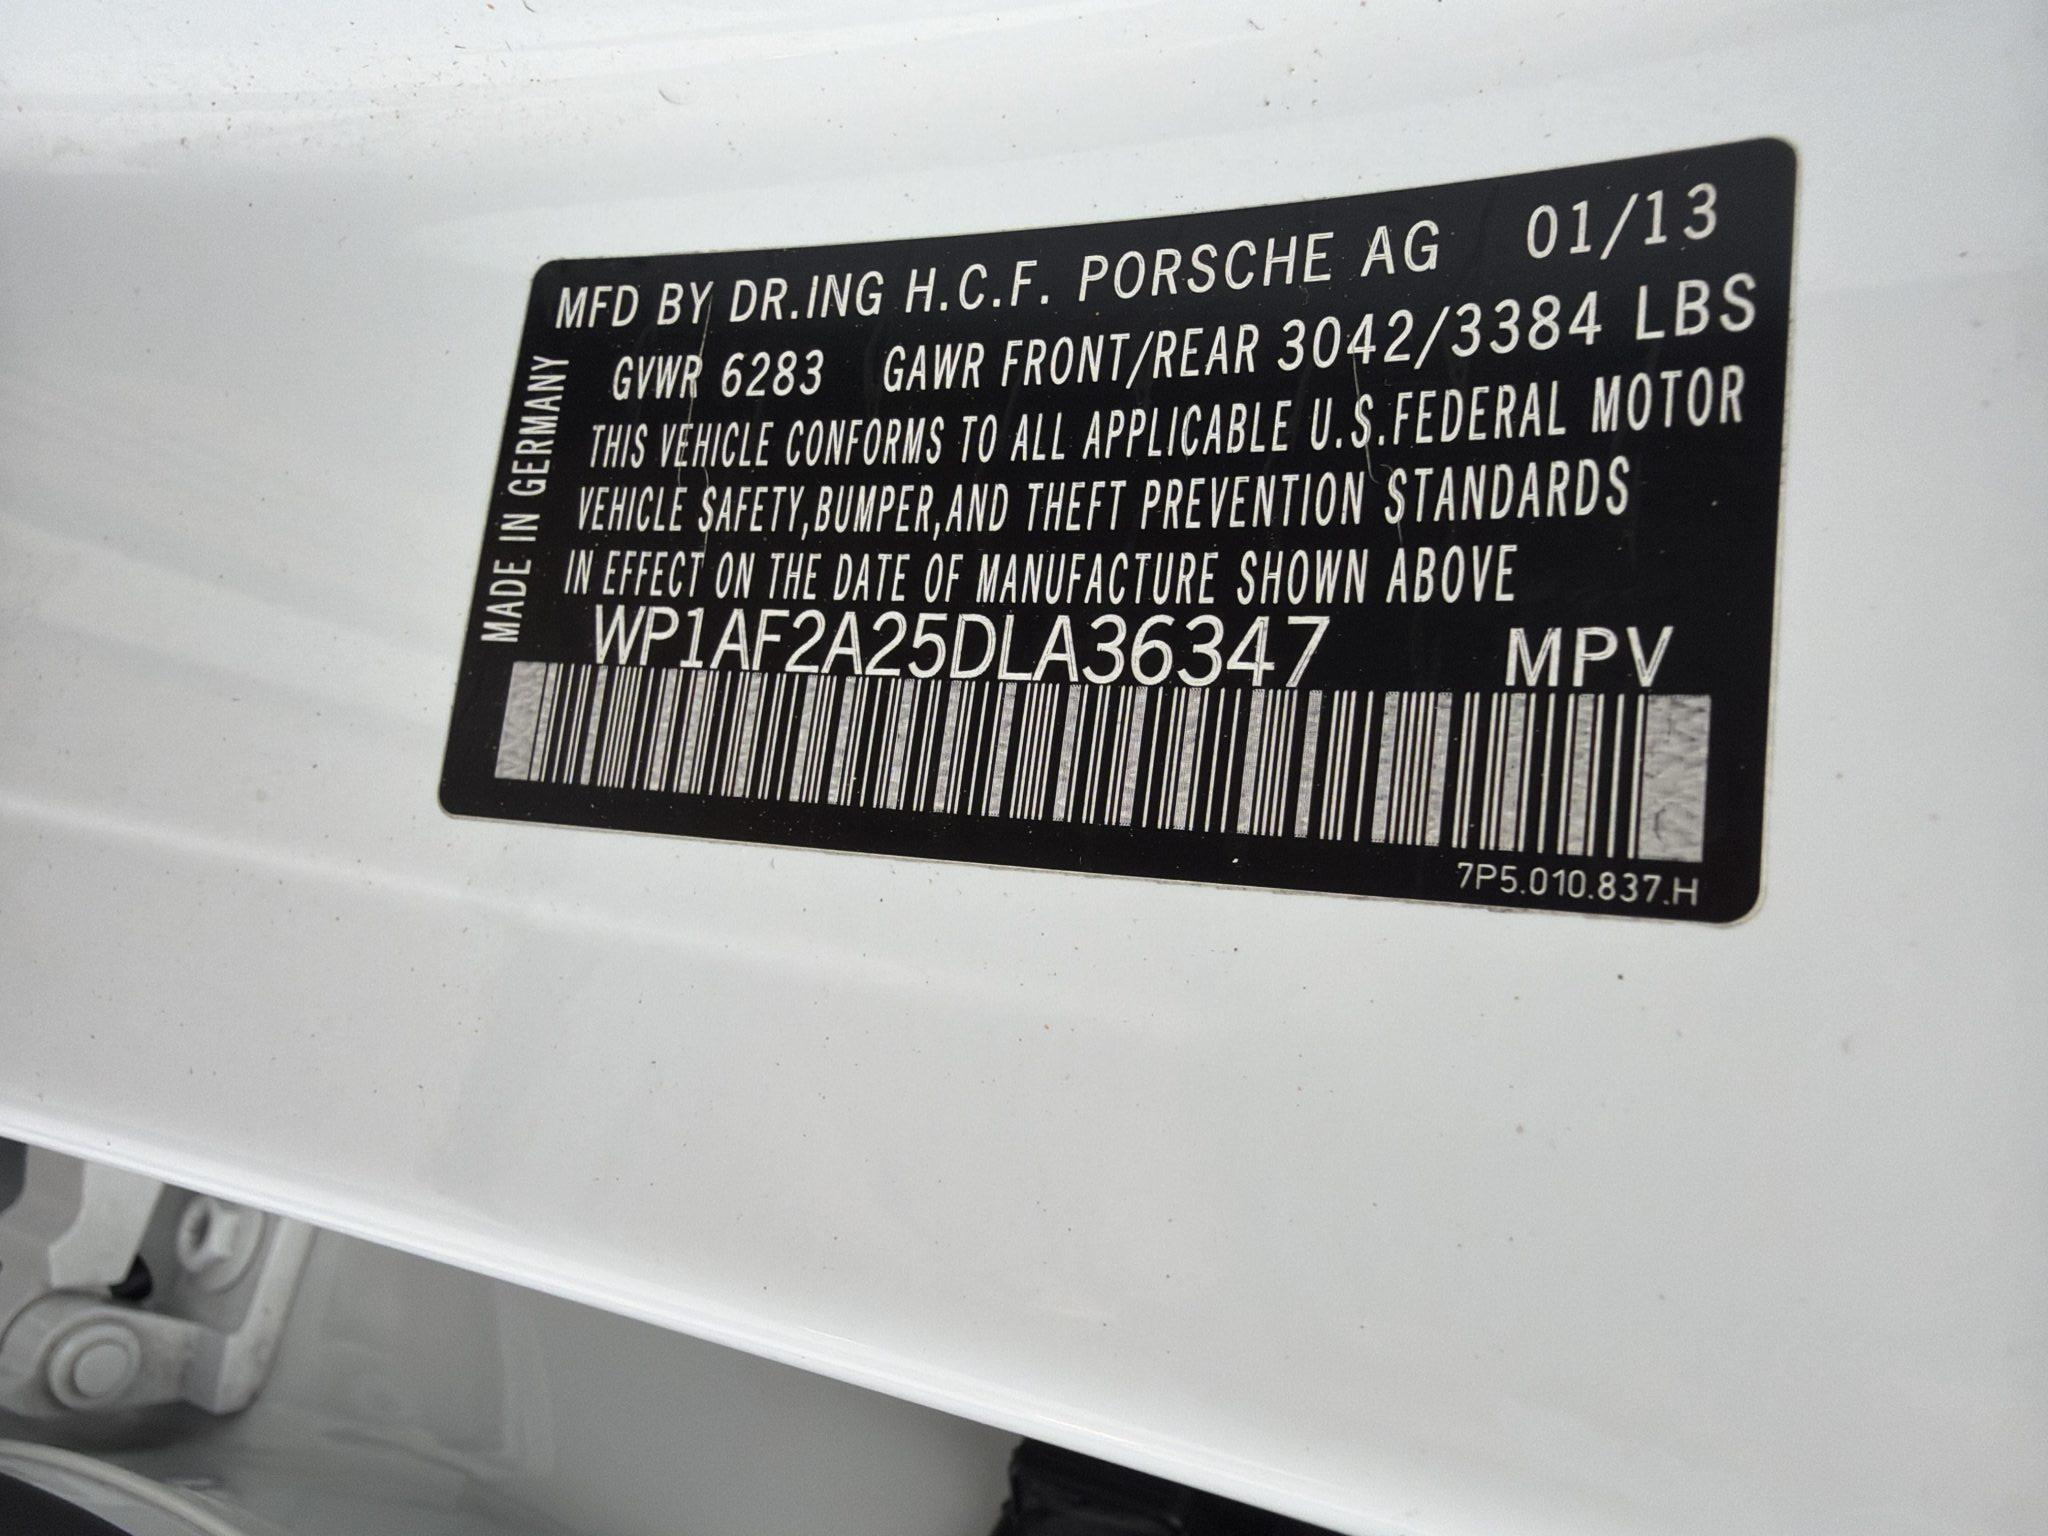 MFD BY DR.ING H.C.F. PORSCHE AG 01/13
GVWR 6283 GAWR FRONT/REAR 3042/3384 LBS
THIS VEHICLE CONFORMS TO ALL APPLICABLE U.S.FEDERAL MOTOR
VEHICLE SAFETY,BUMPER,AND THEFT PREVENTION STANDARDS
IN EFFECT ON THE DATE OF MANUFACTURE SHOWN ABOVE
WP1AF2A25DLA36347 MPV
7P5.010.837.H
MADE IN GERMANY